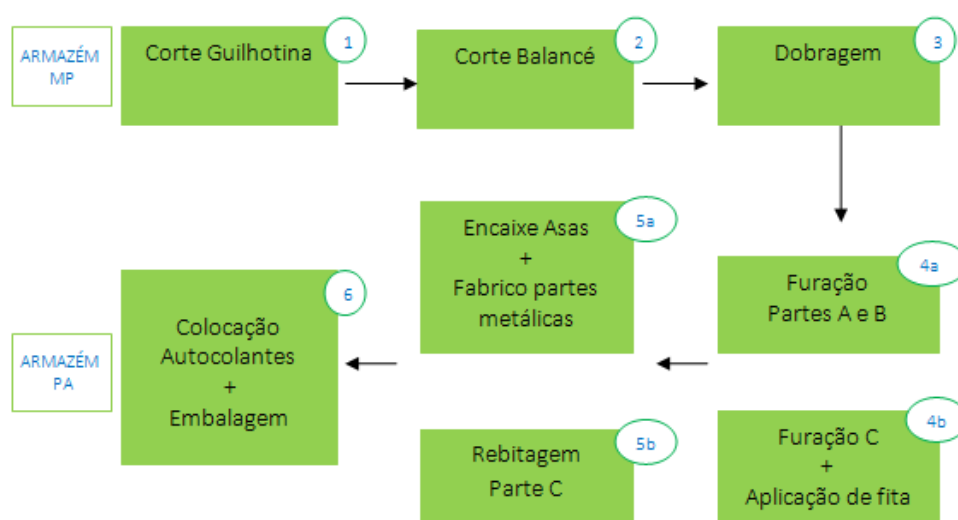 ARMAZÉM
MP
Corte Guilhotina
1
Corte Balancé
2
Dobragem
3
Encaixe Asas
+
Fabrico partes
metálicas
5a
Furação
Partes A e B
4a
ARMAZÉM
PA
Colocação
Autocolantes
+
Embalagem
6
Rebitagem
Parte C
5b
Furação C
+
Aplicação de fita
4b